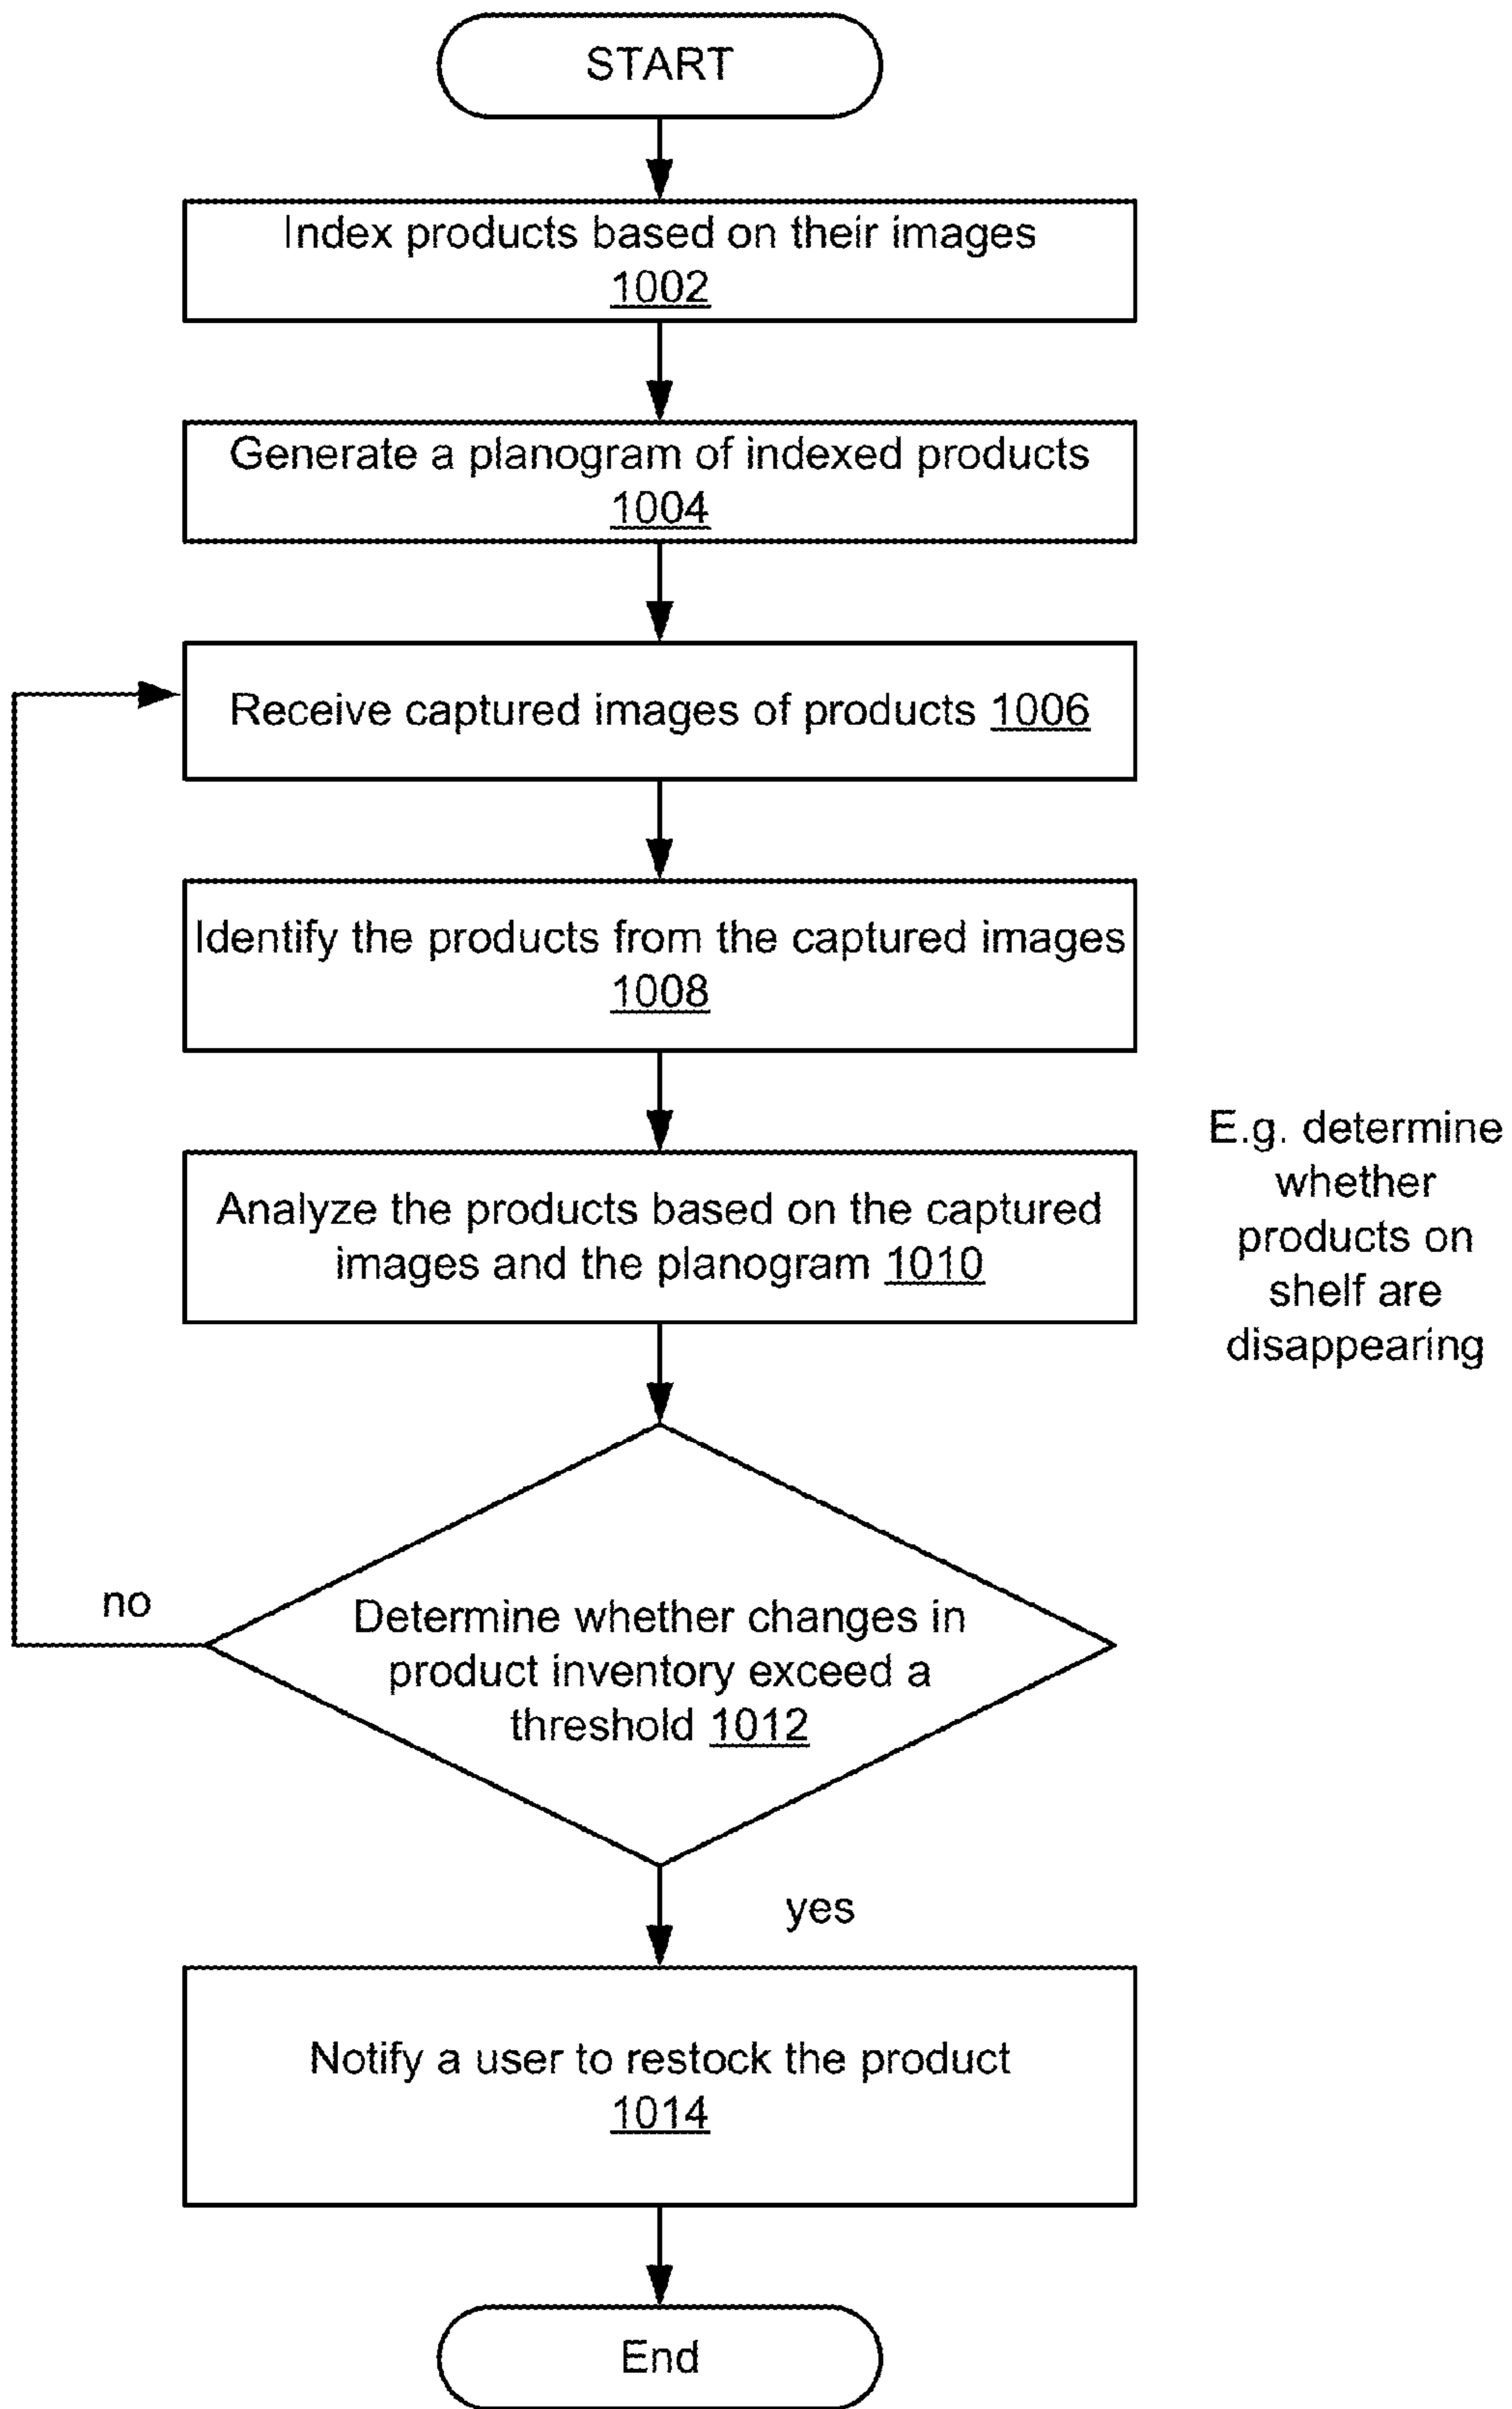 START
Index products based on their images
1002
Generate a planogram of indexed products
1004
Receive captured images of products 1006
Identify the products from the captured images
1008
Analyze the products based on the captured
images and the planogram 1010
E.g. determine
whether
products on
shelf are
disappearing
no
Determine whether changes in
product inventory exceed a
threshold 1012
yes
Notify a user to restock the product
1014
End